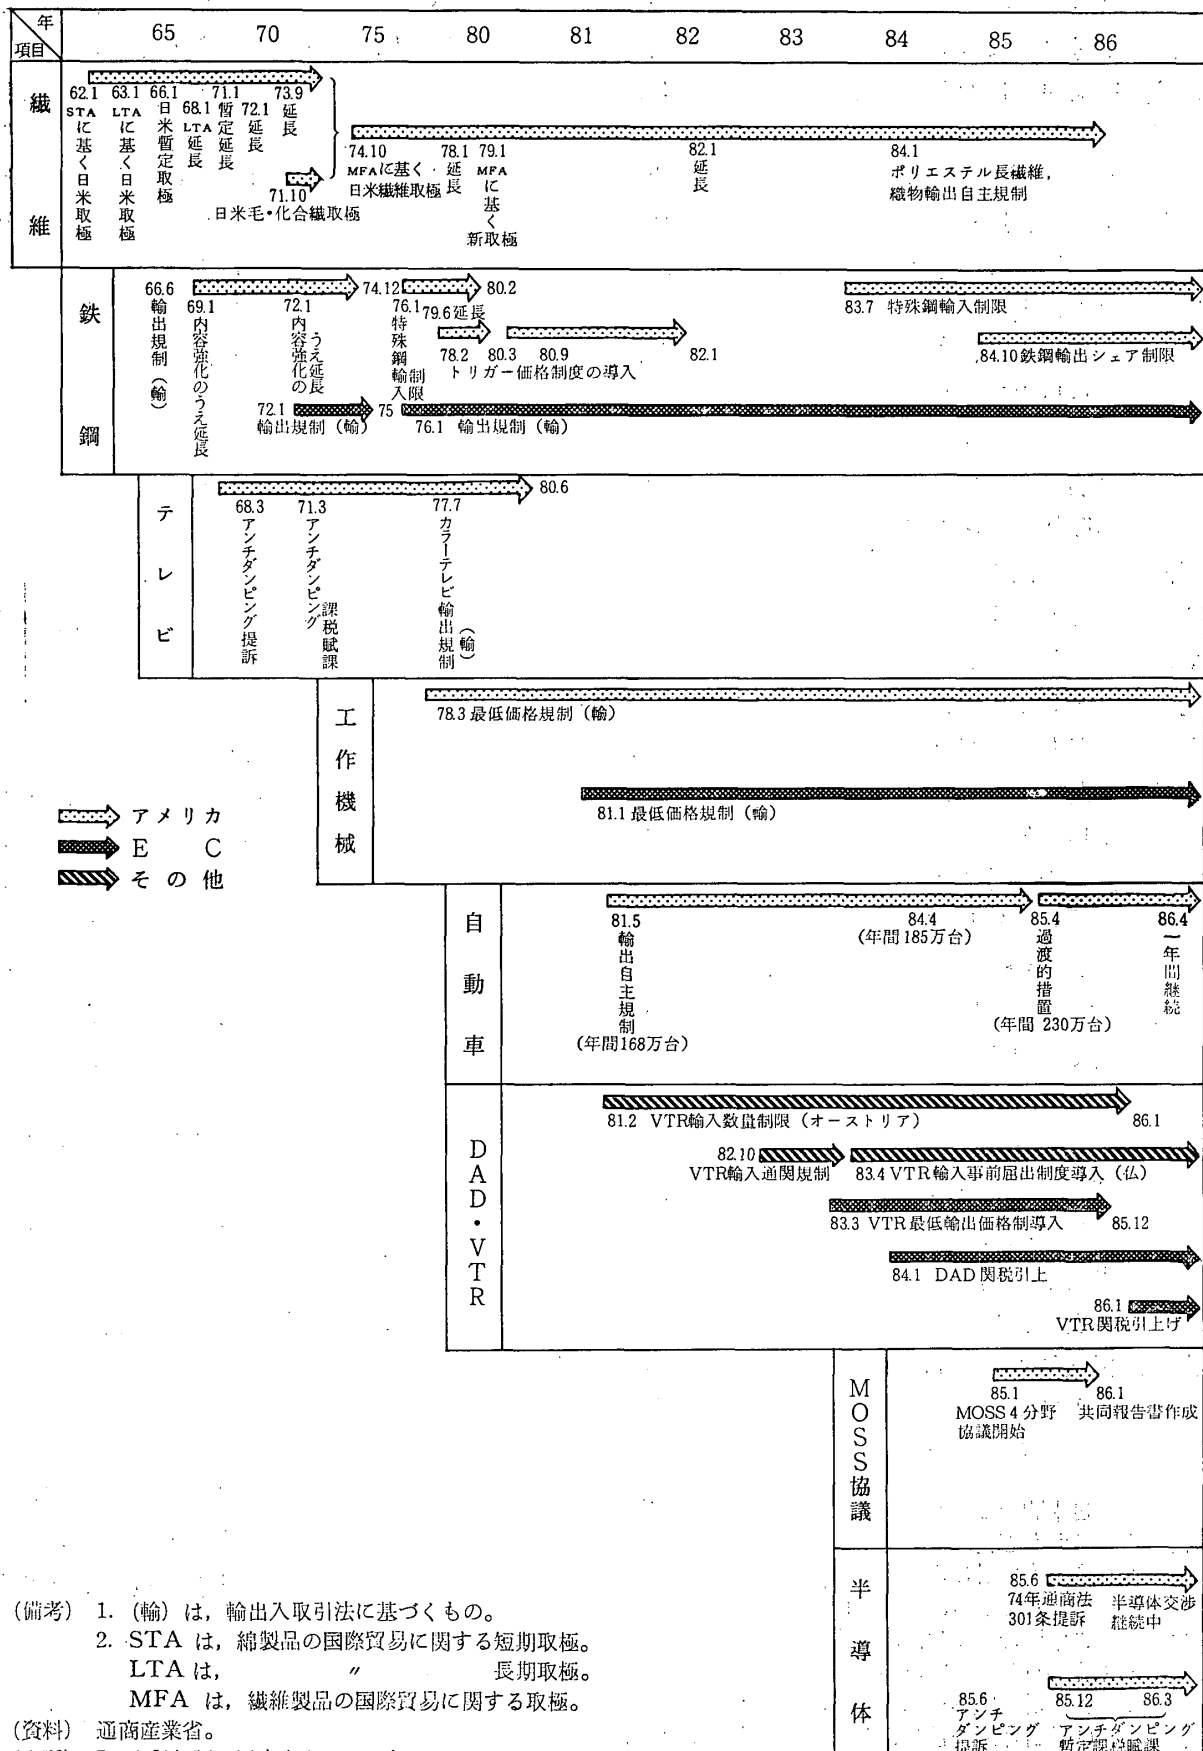 年
項目
65 70 75 80 81 82 83 84 85 86
繊維
62.1 STAに基く日米取極
63.1 LTAに基く日米取極
66.1 日米暫定取極
68.1 LTA延長
71.1 暫定延長
72.1 延長
73.9 延長
71.10
日米毛・化合繊取極
74.10
MFAに基く
日米繊維取極
78.1 延長
79.1 MFAに基く新取極
82.1 延長
84.1
ポリエステル長繊維,
織物輸出自主規制
鉄鋼
66.6 輸出規制(輸)
69.1 内容強化のうえ延長
72.1 内容強化のうえ延長
74.12
76.1 特殊鋼輸入制限
79.6延長
80.2
78.2 80.3 80.9
トリガー価格制度の導入
82.1
83.7 特殊鋼輸入制限
84.10鉄鋼輸出シェア制限
72.1
輸出規制(輸)
75
76.1 輸出規制(輸)
テレビ
68.3 アンチダンピング提訴
71.3 アンチダンピング課税賦課
77.7 カラーテレビ輸出規制(輸)
80.6
工作機械
78.3 最低価格規制(輸)
81.1 最低価格規制(輸)
アメリカ
EC
その他
自動車
81.5 輸出自主規制
(年間168万台)
84.4
(年間185万台)
85.4 過渡的措置
(年間 230万台)
86.4 一年間継続
DAD・VTR
81.2 VTR輸入数量制限(オーストリア)
86.1
82.10
VTR輸入通関規制
83.4 VTR輸入事前届出制度導入(仏)
83.3 VTR最低輸出価格制導入
85.12
84.1 DAD関税引上
86.1
VTR関税引上げ
MOSS協議
85.1
MOSS 4分野
協議開始
86.1
共同報告書作成
半導体
85.6
74年通商法
301条提訴
半導体交渉
継続中
85.6
アンチ
ダンピング
提訴
85.12 86.3
アンチダンピング
暫定課税賦課
(備考) 1. (輸)は,輸出入取引法に基づくもの。
2. STA は,綿製品の国際貿易に関する短期取極。
LTA は, 〃 長期取極。
MFA は,繊維製品の国際貿易に関する取極。
(資料) 通商産業省。